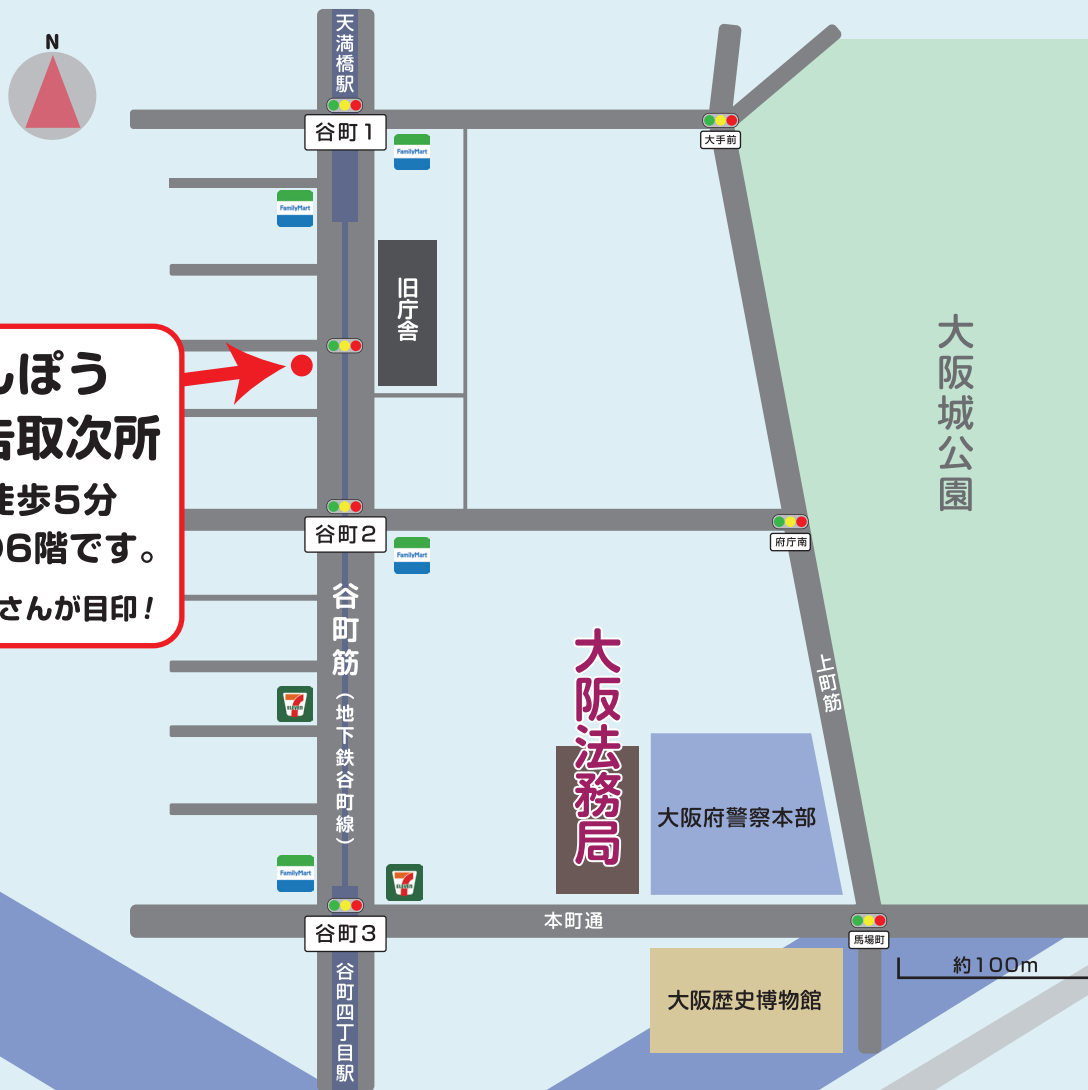 N
天満橋駅
谷町1
FamilyMart
大手前
FamilyMart
旧庁舎
大阪城公園
んぽう
告取次所
徒歩5分
の6階です。
さんが目印!
谷町2
府庁南
FamilyMart
谷町筋
(地下鉄谷町線)
上町筋
7
ELEVEN
大阪法務局
大阪府警察本部
FamilyMart
7
ELEVEN
谷町3
本町通
馬場町
約100m
谷町四丁目駅
大阪歴史博物館